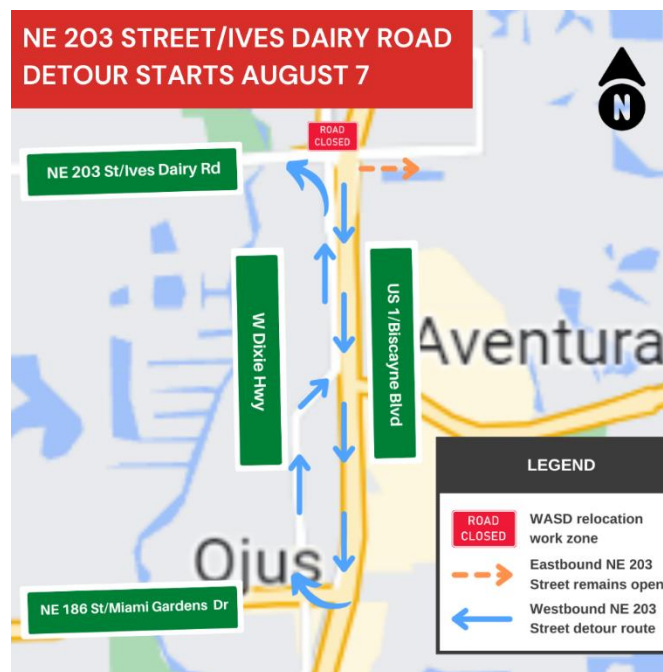 NE 203 STREET/IVES DAIRY ROAD
DETOUR STARTS AUGUST 7
N
ROAD
CLOSED
NE 203 St/Ives Dairy Rd
W Dixie Hwy
US 1/Biscayne Blvd
Aventura
LEGEND
ROAD
CLOSED
WASD relocation
work zone
Eastbound NE 203
Street remains open
Westbound NE 203
Street detour route
Ojus
NE 186 St/Miami Gardens Dr